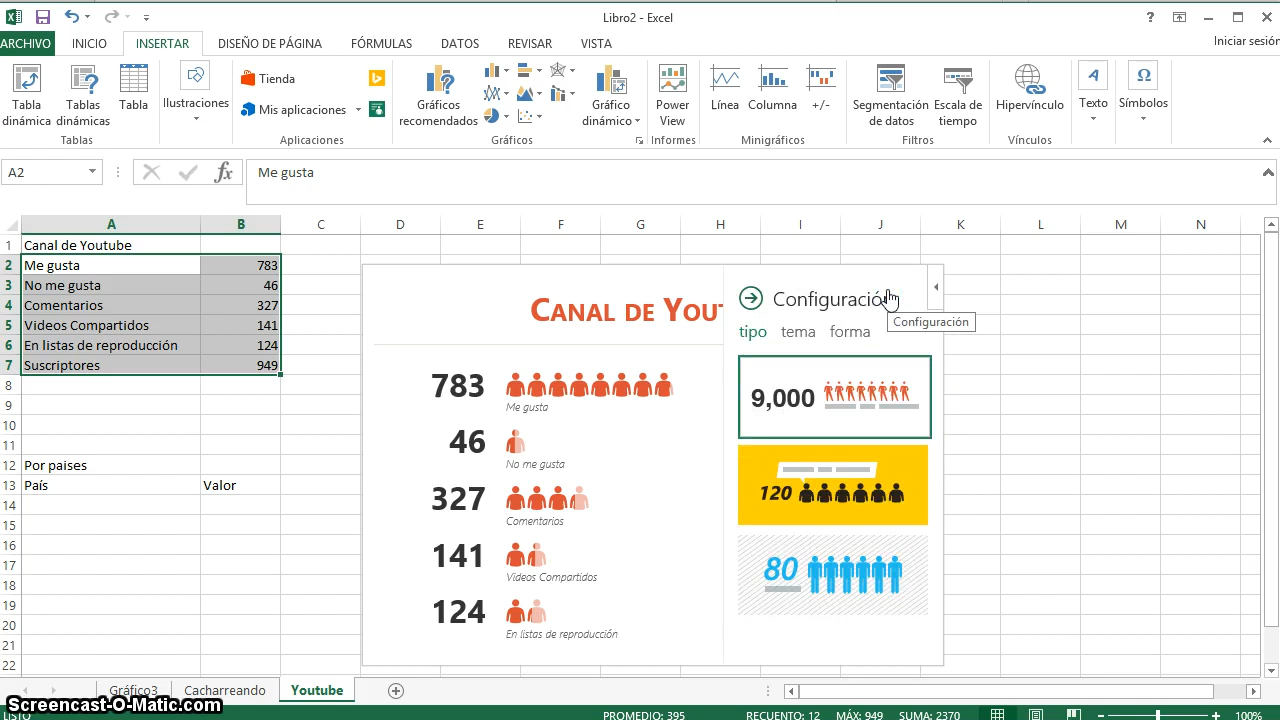 Libro2 - Excel
ARCHIVO INICIO INSERTAR DISEÑO DE PÁGINA FÓRMULAS DATOS REVISAR VISTA Iniciar sesión
Tabla dinámica
Tablas dinámicas
Tabla
Tablas
Ilustraciones
Tienda
Mis aplicaciones
Aplicaciones
Gráficos recomendados
Gráfico dinámico
Gráficos
Power View
Informes
Línea
Columna
+/-
Minigráficos
Segmentación de datos
Escala de tiempo
Filtros
Hipervínculo
Vínculos
Texto
Símbolos
A2 fx Me gusta
A B C D E F G H I J K L M N
1 Canal de Youtube
2 Me gusta 783
3 No me gusta 46
4 Comentarios 327
5 Videos Compartidos 141
6 En listas de reproducción 124
7 Suscriptores 949
8
9
10
11
12 Por paises
13 País Valor
14
15
16
17
18
19
20
21
22
CANAL DE YOUT
783
Me gusta
46
No me gusta
327
Comentarios
141
Videos Compartidos
124
En listas de reproducción
Configuració
Configuración
tipo tema forma
9,000
120
80
Gráfico3 Cacharreando Youtube
Screencast-O-Matic.com
LISTO PROMEDIO: 395 RECUENTO: 12 MÁX: 949 SUMA: 2370 100%